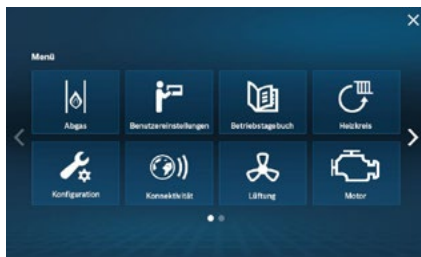 Menü
Abgas
Benutzereinstellungen
Betriebstagebuch
Heizkreis
Konfiguration
Konnektivität
Lüftung
Motor